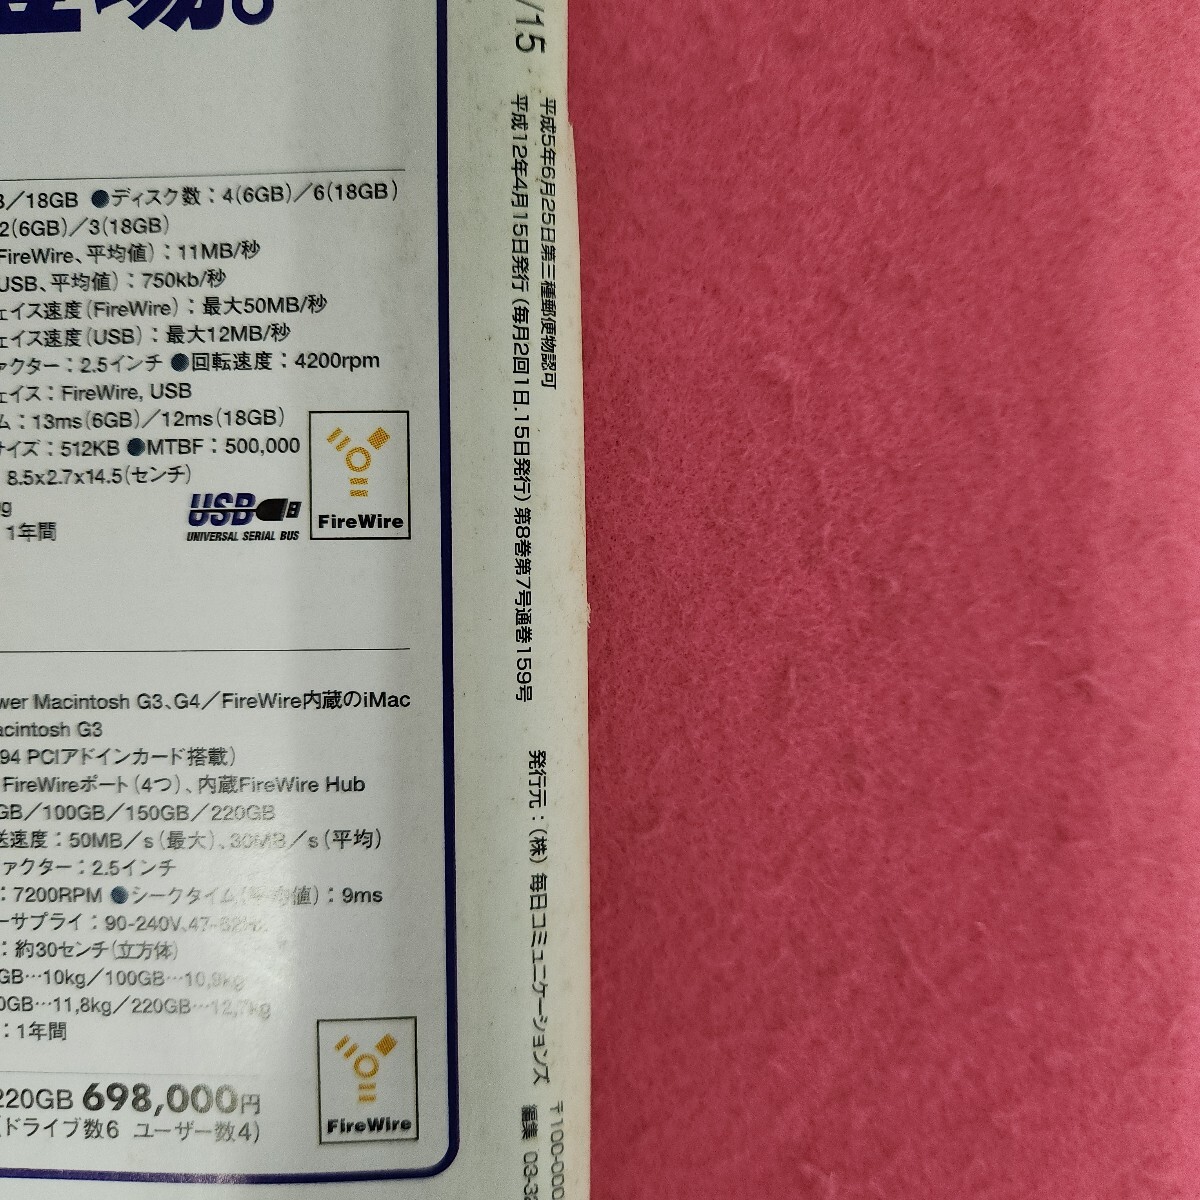 登場。
/15
平成5年6月25日第三種郵便物認可
平成12年4月15日発行(毎月2回1日.15日発行)第8巻第7号通巻159号
発行元:(株)毎日コミュニケーションズ
〒100-000
編集 03-32
/18GB ●ディスク数:4(6GB)/6(18GB)
2(6GB)/3(18GB)
FireWire、平均値):11MB/秒
USB、平均値):750kb/秒
ェイス速度(FireWire):最大50MB/秒
ェイス速度(USB):最大12MB/秒
ァクター:2.5インチ ●回転速度:4200rpm
ェイス:FireWire, USB
ム:13ms(6GB)/12ms(18GB)
サイズ:512KB ●MTBF:500,000
8.5x2.7x14.5(センチ)
g
1年間
USB
UNIVERSAL SERIAL BUS
FireWire
wer Macintosh G3、G4/FireWire内蔵のiMac
acintosh G3
94 PCIアドインカード搭載)
FireWireポート(4つ)、内蔵FireWire Hub
GB/100GB/150GB/220GB
送速度:50MB/s(最大)、30MB/s(平均)
ファクター:2.5インチ
:7200RPM ●シークタイム(平均値):9ms
ーサプライ:90-240V、47-62Hz
:約30センチ(立方体)
GB…10kg/100GB…10,9kg
0GB…11,8kg/220GB…12,7kg
:1年間
220GB 698,000円
(ドライブ数6 ユーザー数4)
FireWire